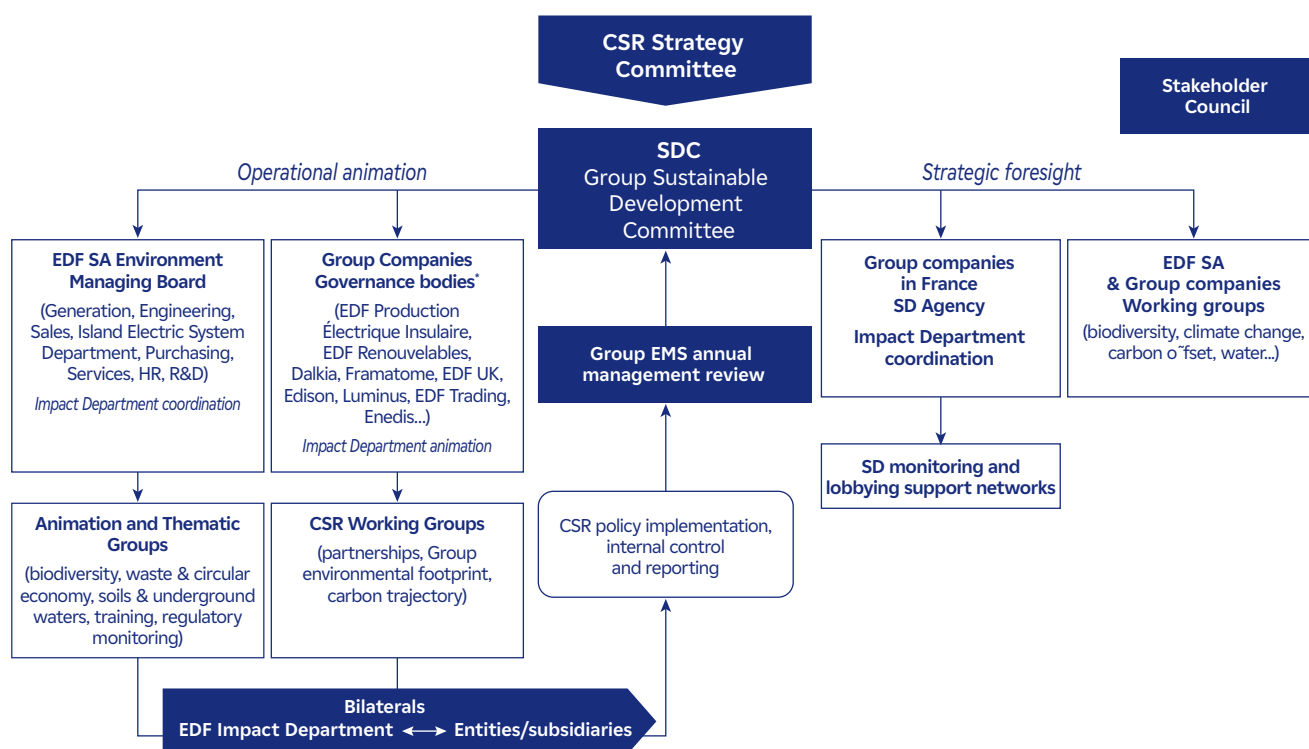 CSR Strategy
Committee
Stakeholder
Council
SDC
Group Sustainable
Development
Committee
Operational animation
Strategic foresight
EDF SA Environment
Managing Board
(Generation, Engineering,
Sales, Island Electric System
Department, Purchasing,
Services, HR, R&D)
Impact Department coordination
Group Companies
Governance bodies*
(EDF Production
Électrique Insulaire,
EDF Renouvelables,
Dalkia, Framatome, EDF UK,
Edison, Luminus, EDF Trading,
Enedis...)
Impact Department animation
Group EMS annual
management review
Group companies
in France
SD Agency
Impact Department
coordination
EDF SA
& Group companies
Working groups
(biodiversity, climate change,
carbon o˜fset, water...)
SD monitoring and
lobbying support networks
Animation and Thematic
Groups
(biodiversity, waste & circular
economy, soils & underground
waters, training, regulatory
monitoring)
CSR Working Groups
(partnerships, Group
environmental footprint,
carbon trajectory)
CSR policy implementation,
internal control
and reporting
Bilaterals
EDF Impact Department ↔ Entities/subsidiaries